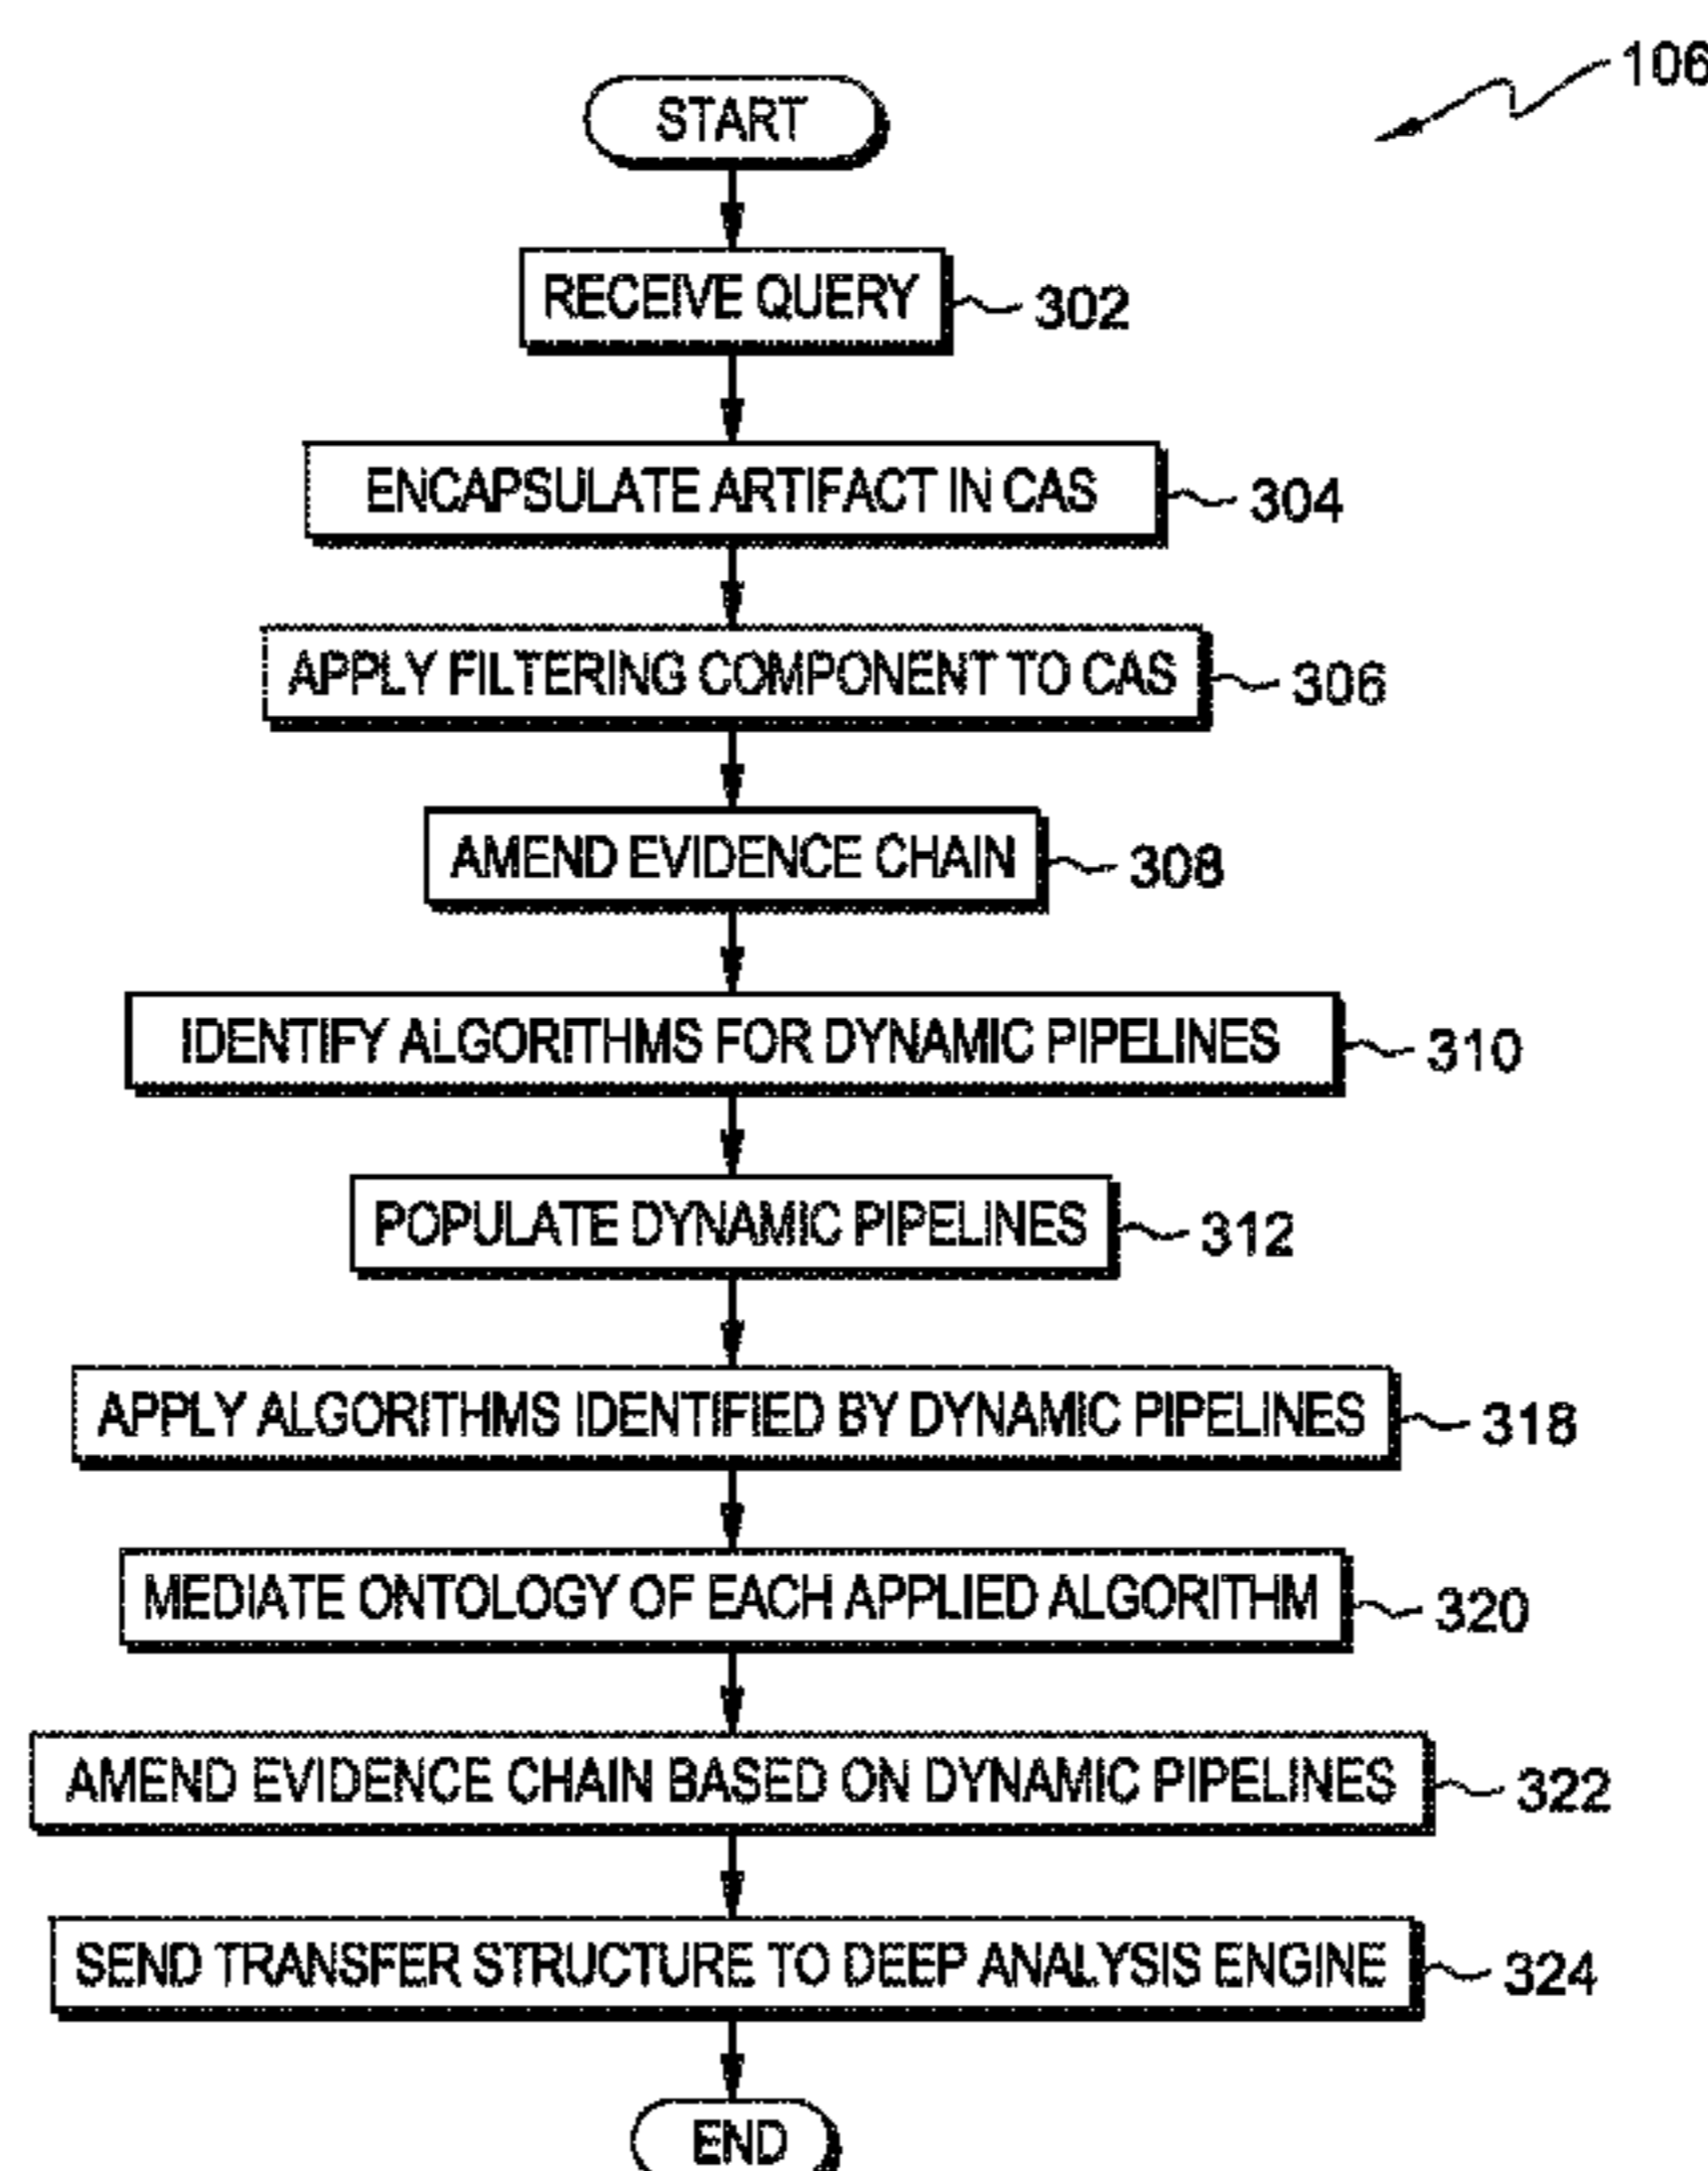 106
START
RECEIVE QUERY 302
ENCAPSULATE ARTIFACT IN CAS 304
APPLY FILTERING COMPONENT TO CAS 306
AMEND EVIDENCE CHAIN 308
IDENTIFY ALGORITHMS FOR DYNAMIC PIPELINES 310
POPULATE DYNAMIC PIPELINES 312
APPLY ALGORITHMS IDENTIFIED BY DYNAMIC PIPELINES 318
MEDIATE ONTOLOGY OF EACH APPLIED ALGORITHM 320
AMEND EVIDENCE CHAIN BASED ON DYNAMIC PIPELINES 322
SEND TRANSFER STRUCTURE TO DEEP ANALYSIS ENGINE 324
END